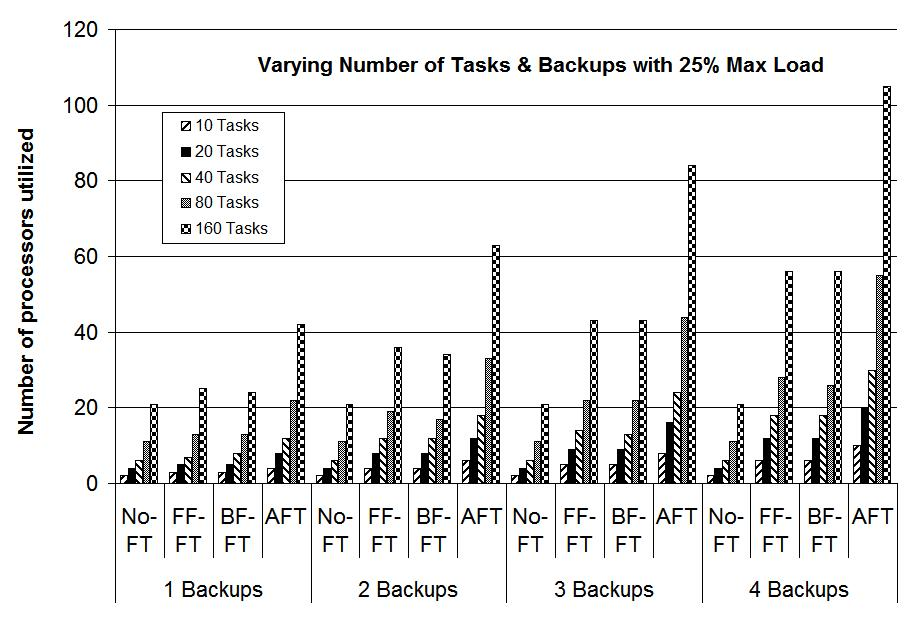 Varying Number of Tasks & Backups with 25% Max Load
Number of processors utilized
120
100
80
60
40
20
0
10 Tasks
20 Tasks
40 Tasks
80 Tasks
160 Tasks
No-FT FF-FT BF-FT AFT No-FT FF-FT BF-FT AFT No-FT FF-FT BF-FT AFT No-FT FF-FT BF-FT AFT
1 Backups 2 Backups 3 Backups 4 Backups